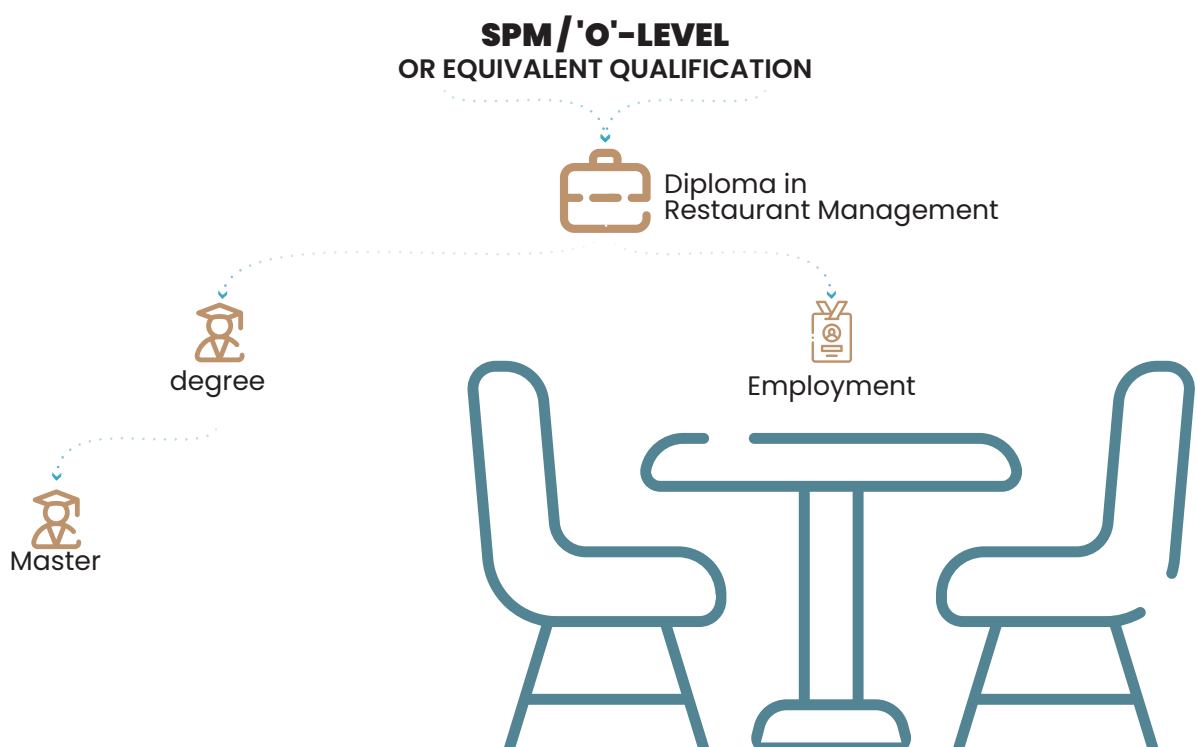 SPM / 'O'-LEVEL
OR EQUIVALENT QUALIFICATION
Diploma in
Restaurant Management
degree
Employment
Master